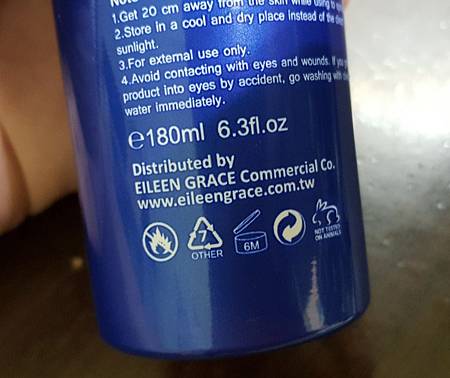 1.Get 20 cm away from the skin while using
2.Store in a cool and dry place instead of the
sunlight.
3.For external use only.
4.Avoid contacting with eyes and wounds. If
product into eyes by accident, go washing with
water immediately.
℮180ml 6.3fl.oz
Distributed by
EILEEN GRACE Commercial Co.
www.eileengrace.com.tw
7
OTHER
6M
NOT TESTED
ON ANIMALS